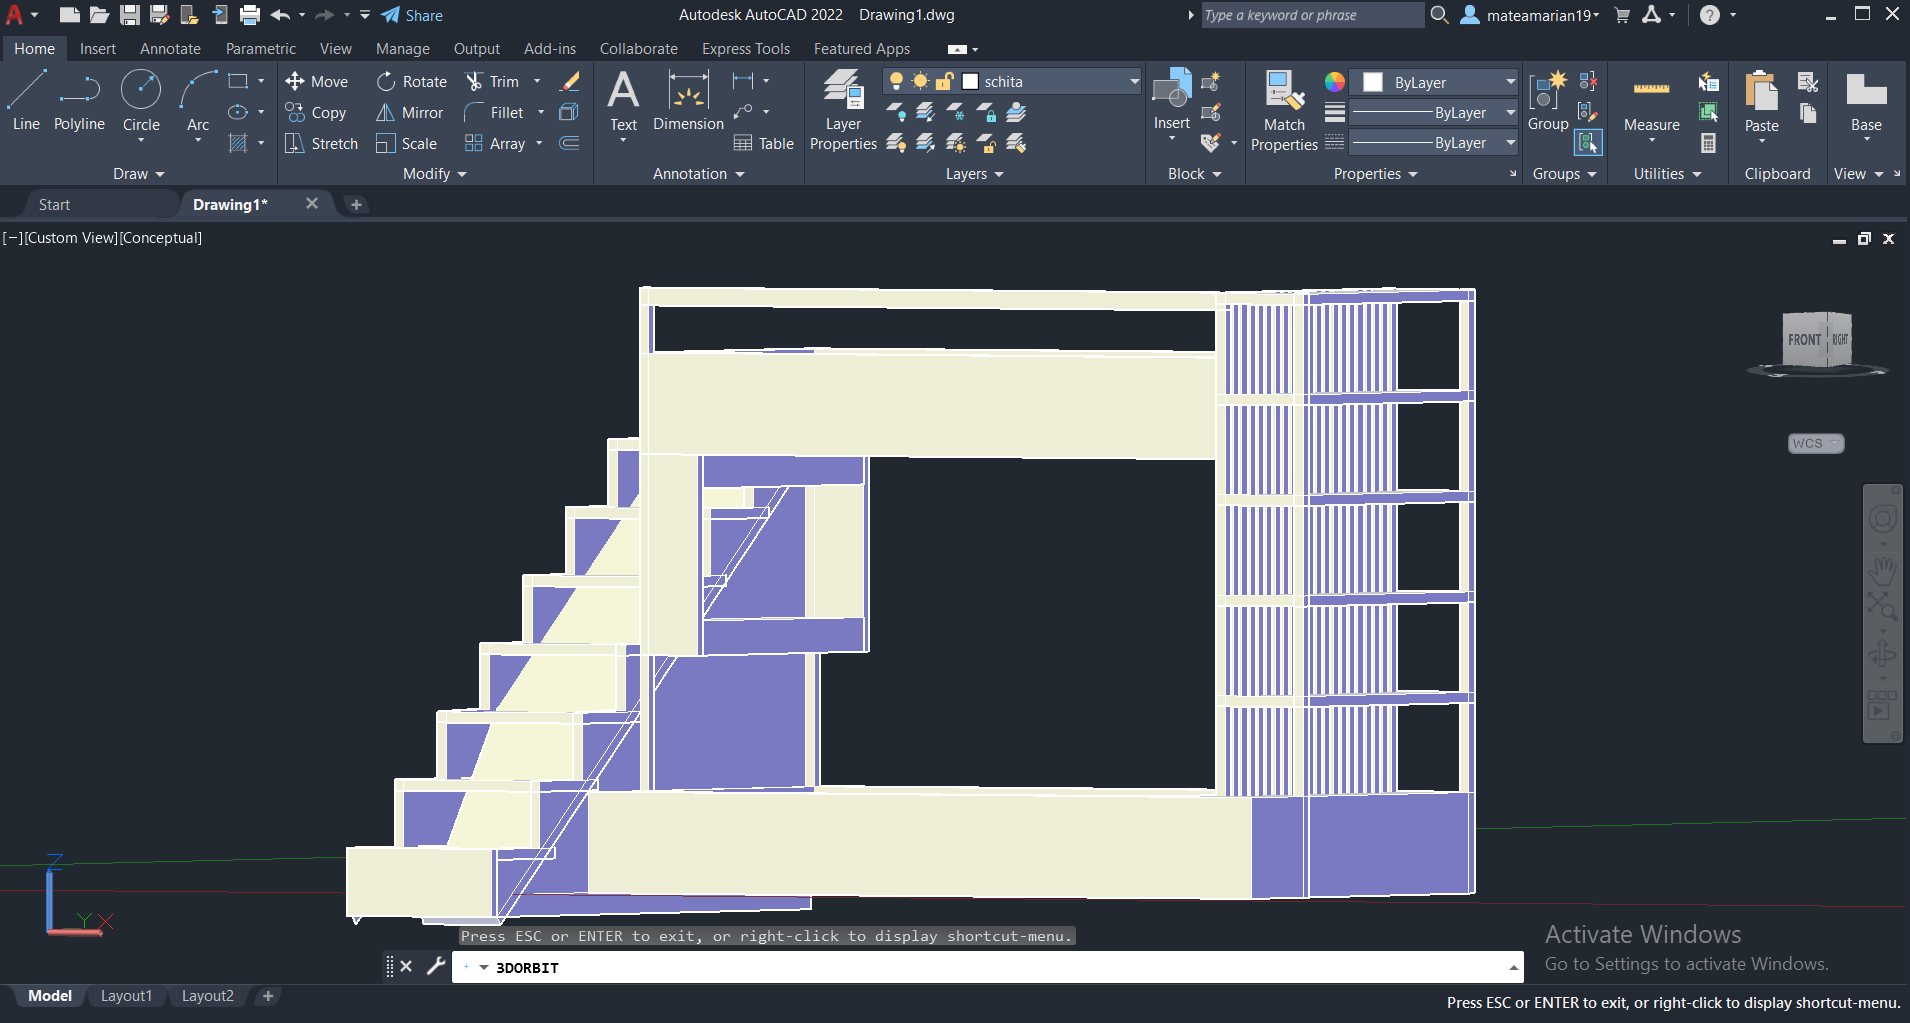 Share
Autodesk AutoCAD 2022 Drawing1.dwg
Type a keyword or phrase
mateamarian19
Home Insert Annotate Parametric View Manage Output Add-ins Collaborate Express Tools Featured Apps
Line Polyline Circle Arc
Move Rotate Trim
Copy Mirror Fillet
Stretch Scale Array
Text Dimension
Table
Layer
Properties
schita
Insert
Match
Properties
ByLayer
ByLayer
ByLayer
Group
Measure
Paste
Base
Draw Modify Annotation Layers Block Properties Groups Utilities Clipboard View
Start Drawing1*
[−][Custom View][Conceptual]
FRONT RIGHT
WCS
Z
Y X
Press ESC or ENTER to exit, or right-click to display shortcut-menu.
3DORBIT
Activate Windows
Go to Settings to activate Windows.
Model Layout1 Layout2 +
Press ESC or ENTER to exit, or right-click to display shortcut-menu.